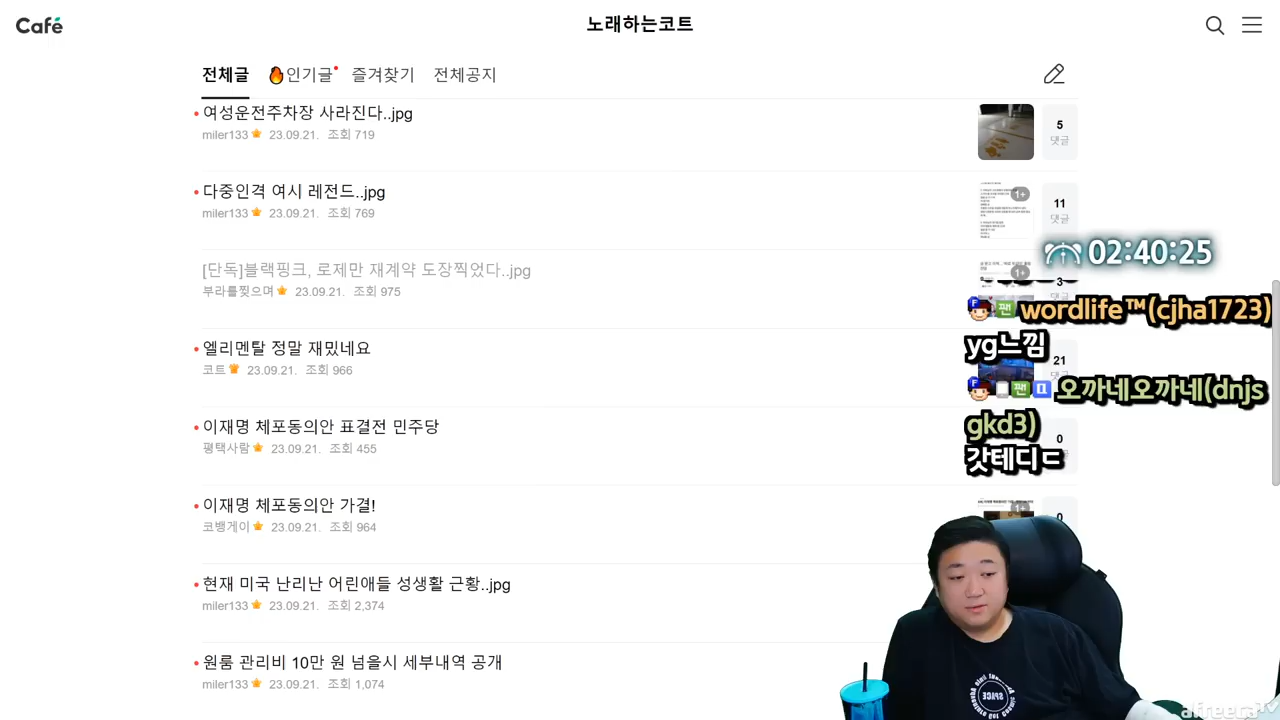 Café
노래하는코트
전체글
인기글
즐겨찾기
전체공지
여성운전주차장 사라진다..jpg
miler133 23.09.21. 조회 719
5
댓글
다중인격 여시 레전드..jpg
miler133 23.09.21. 조회 769
1+
11
댓글
02:40:25
[단독]블랙핑크, 로제만 재계약 도장찍었다..jpg
부라를찢으며 23.09.21. 조회 975
1+
3
F 짠! wordlife™(cjha1723)
yg느낌
엘리멘탈 정말 재밌네요
코트 23.09.21. 조회 966
21
F 짠! 오까네오까네(dnjs
gkd3)
갓테디ㄷ
이재명 체포동의안 표결전 민주당
평택사람 23.09.21. 조회 455
0
이재명 체포동의안 가결!
코뱅게이 23.09.21. 조회 964
1+
0
현재 미국 난리난 어린애들 성생활 근황..jpg
miler133 23.09.21. 조회 2,374
원룸 관리비 10만 원 넘을시 세부내역 공개
miler133 23.09.21. 조회 1,074
SPACE
afreecaTV